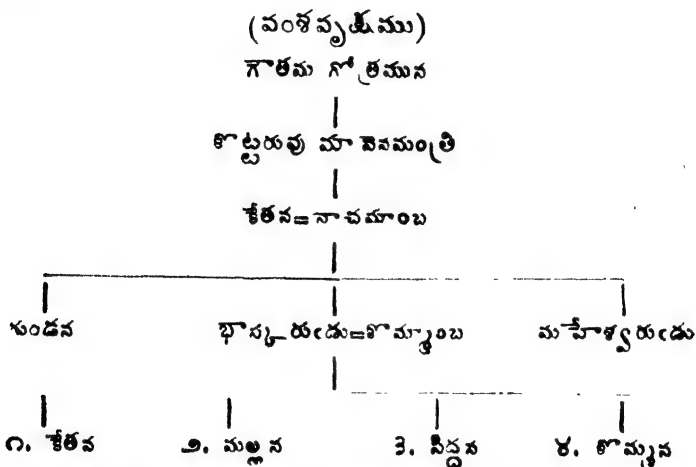 (వంశవృక్షము)
గౌతమ గోత్రమున
కొట్టరువు మావెనమంత్రి
కేతన=నాచమాంబ
గుండన భాస్కరుఁడు=కొమ్మాంబ మహేశ్వరుఁడు
౧. కేతన ౨. మల్లన ౩. సిద్దన ౪. కొమ్మన